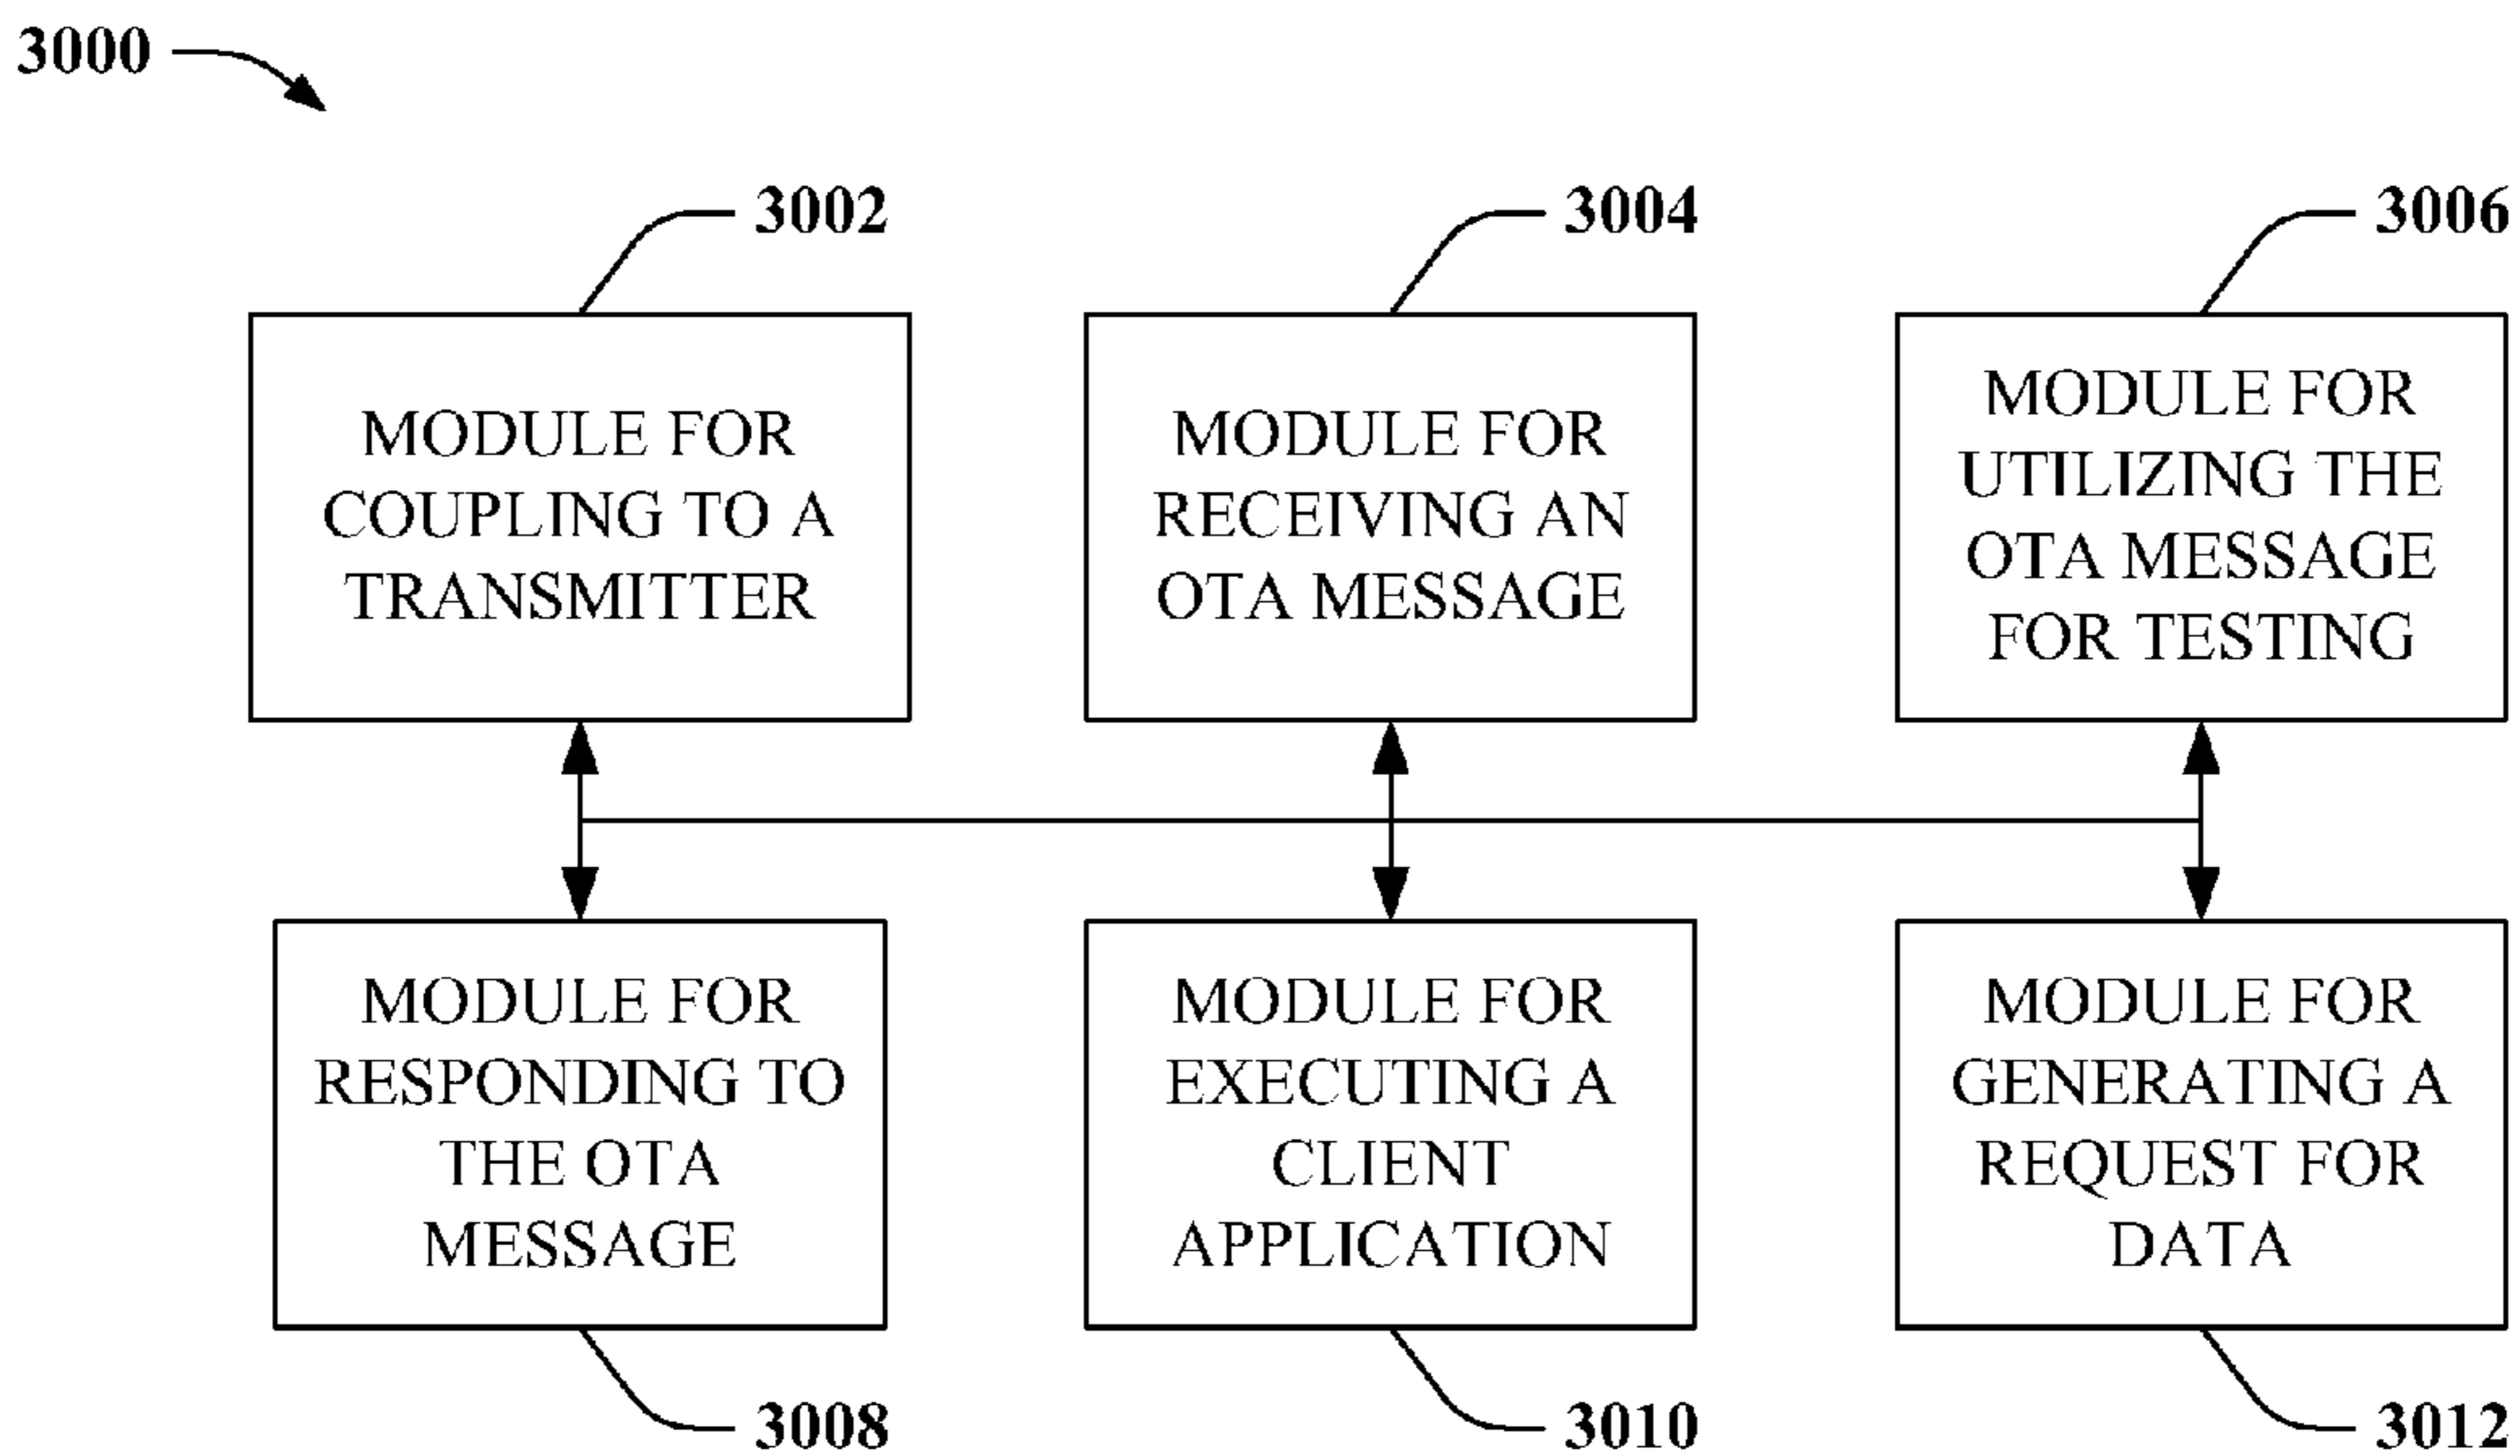 3000
3002
3004
3006
MODULE FOR
COUPLING TO A
TRANSMITTER
MODULE FOR
RECEIVING AN
OTA MESSAGE
MODULE FOR
UTILIZING THE
OTA MESSAGE
FOR TESTING
MODULE FOR
RESPONDING TO
THE OTA
MESSAGE
MODULE FOR
EXECUTING A
CLIENT
APPLICATION
MODULE FOR
GENERATING A
REQUEST FOR
DATA
3008
3010
3012